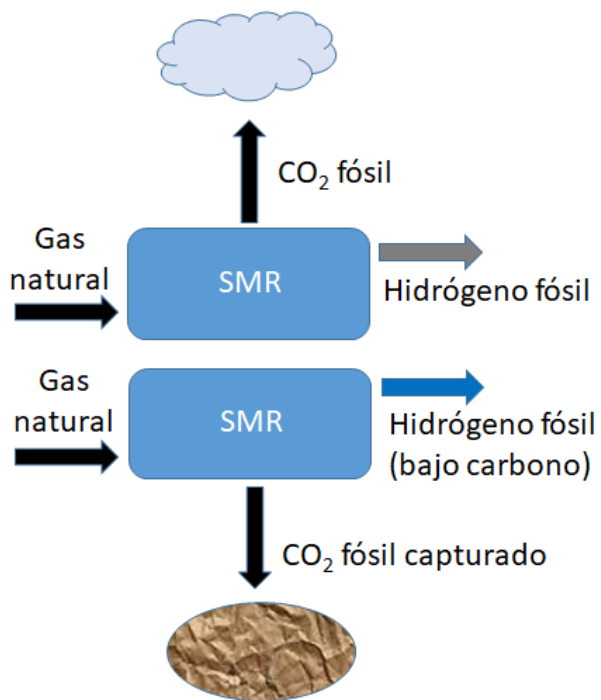 CO₂ fósil
Gas
natural
SMR
Hidrógeno fósil
Gas
natural
SMR
Hidrógeno fósil
(bajo carbono)
CO₂ fósil capturado